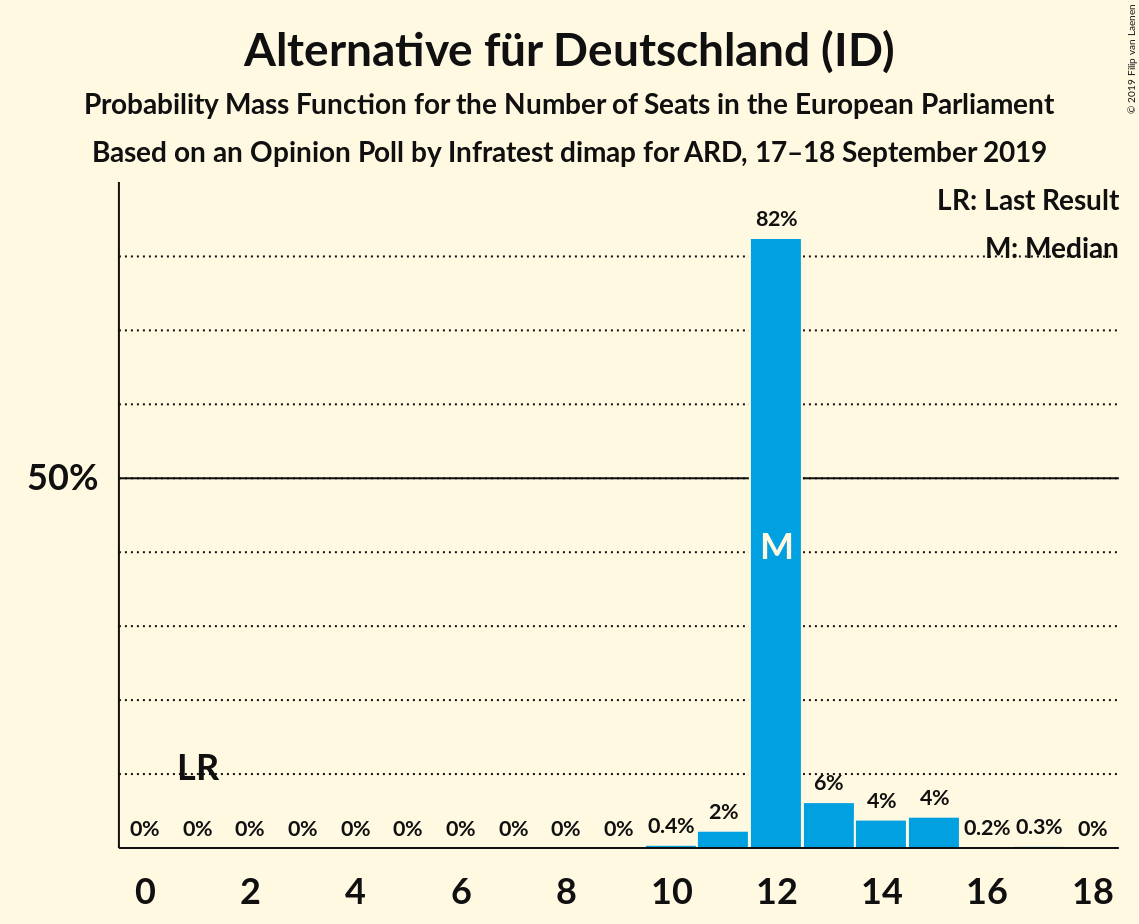 Alternative für Deutschland (ID)
Probability Mass Function for the Number of Seats in the European Parliament
Based on an Opinion Poll by Infratest dimap for ARD, 17–18 September 2019
© 2019 Filip van Laenen
LR: Last Result
M: Median
82%
50%
M
LR
0% 0% 0% 0% 0% 0% 0% 0% 0% 0% 0.4% 2% 6% 4% 4% 0.2% 0.3% 0%
0 2 4 6 8 10 12 14 16 18